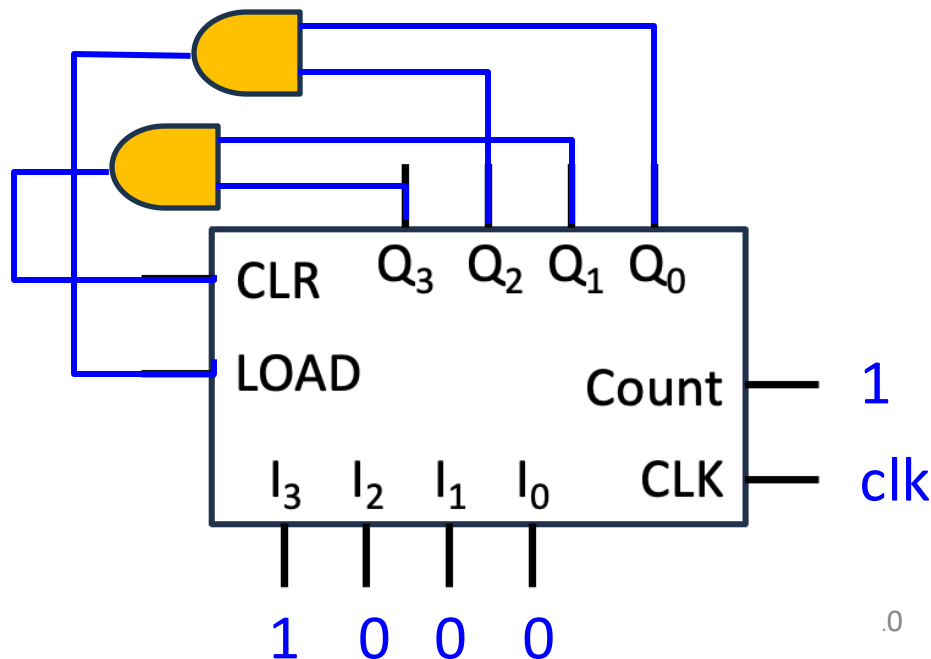 CLR Q₃ Q₂ Q₁ Q₀
LOAD
Count 1
I₃ I₂ I₁ I₀ CLK clk
1 0 0 0
.0